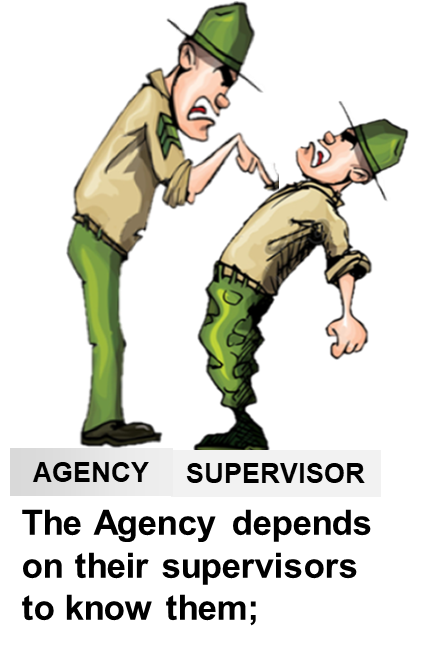 AGENCY SUPERVISOR
The Agency depends
on their supervisors
to know them;